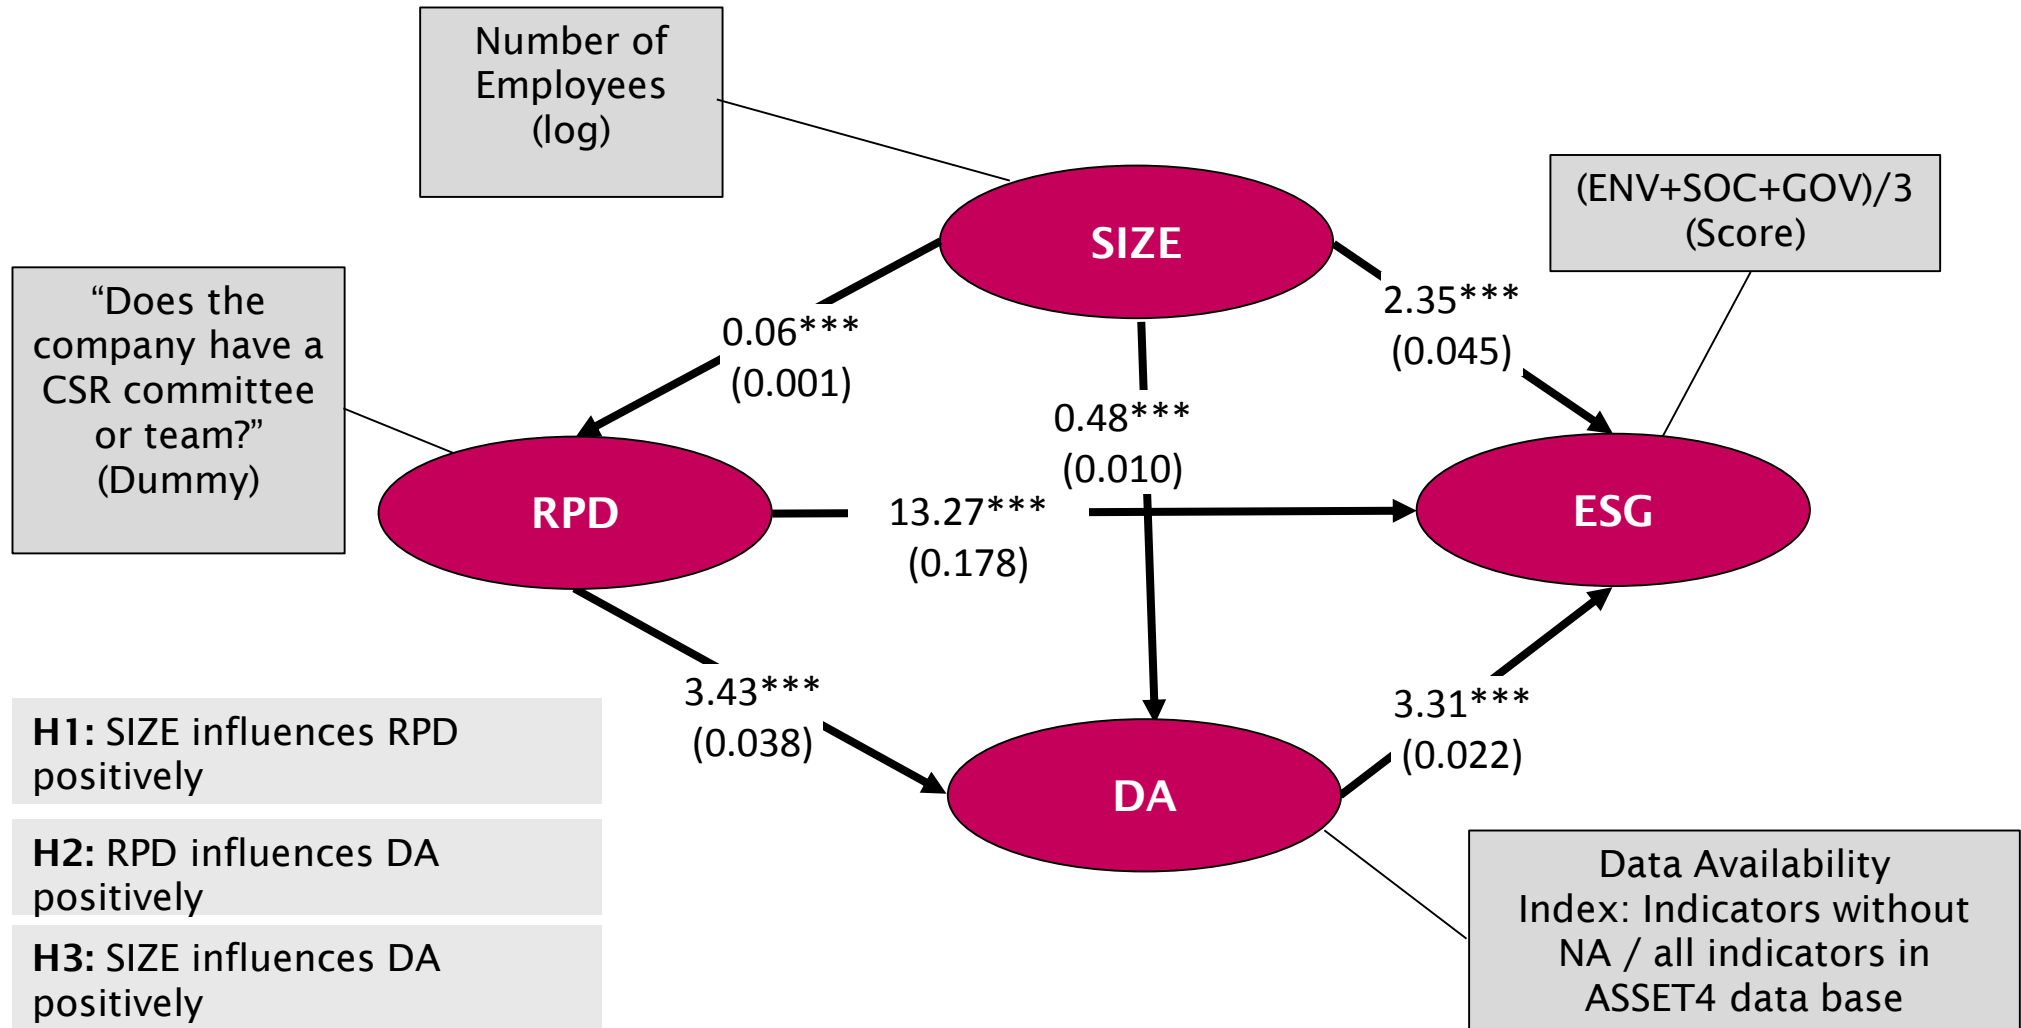 Number of
Employees
(log)
SIZE
(ENV+SOC+GOV)/3
(Score)
“Does the
company have a
CSR committee
or team?”
(Dummy)
0.06***
(0.001)
2.35***
(0.045)
0.48***
(0.010)
RPD
13.27***
(0.178)
ESG
3.43***
(0.038)
3.31***
(0.022)
DA
H1: SIZE influences RPD
positively
H2: RPD influences DA
positively
H3: SIZE influences DA
positively
Data Availability
Index: Indicators without
NA / all indicators in
ASSET4 data base